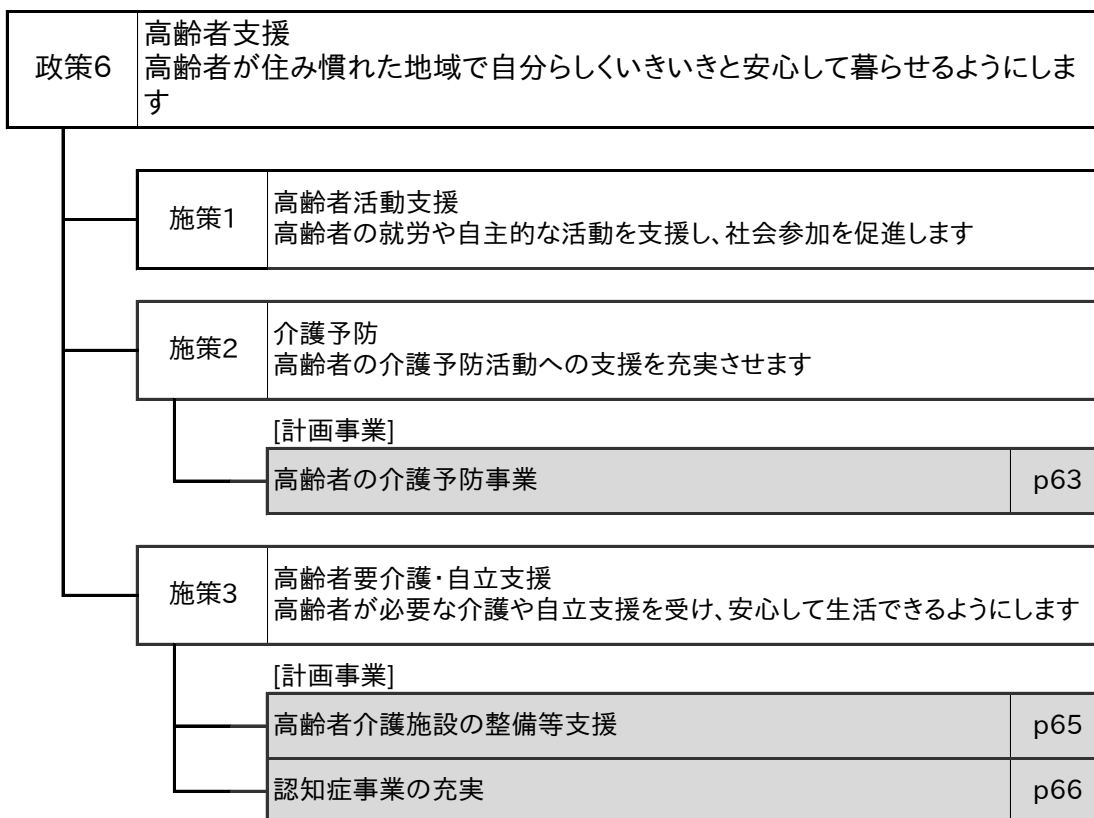 政策6
高齢者支援
高齢者が住み慣れた地域で自分らしくいきいきと安心して暮らせるようにしま
す
施策1
高齢者活動支援
高齢者の就労や自主的な活動を支援し、社会参加を促進します
施策2
介護予防
高齢者の介護予防活動への支援を充実させます
[計画事業]
高齢者の介護予防事業 p63
施策3
高齢者要介護・自立支援
高齢者が必要な介護や自立支援を受け、安心して生活できるようにします
[計画事業]
高齢者介護施設の整備等支援 p65
認知症事業の充実 p66